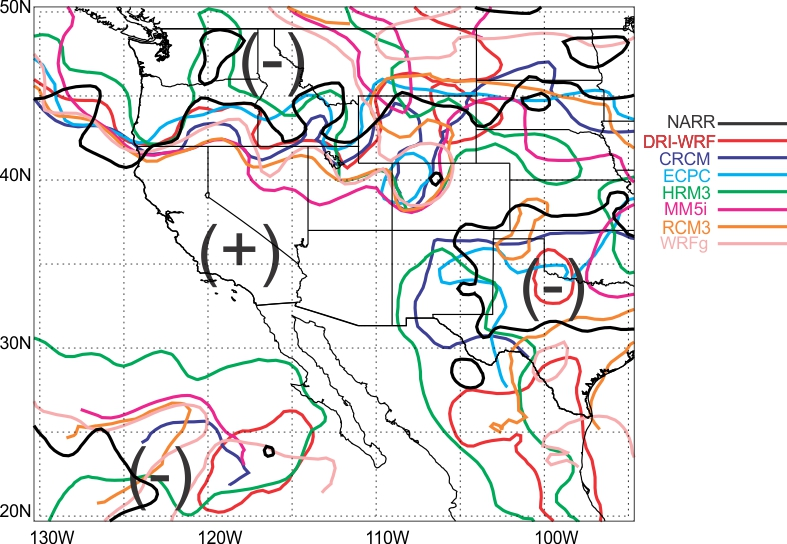 50N
40N
30N
20N
130W 120W 110W 100W
(-)
(+)
(-)
(-)
NARR
DRI-WRF
CRCM
ECPC
HRM3
MM5i
RCM3
WRFg